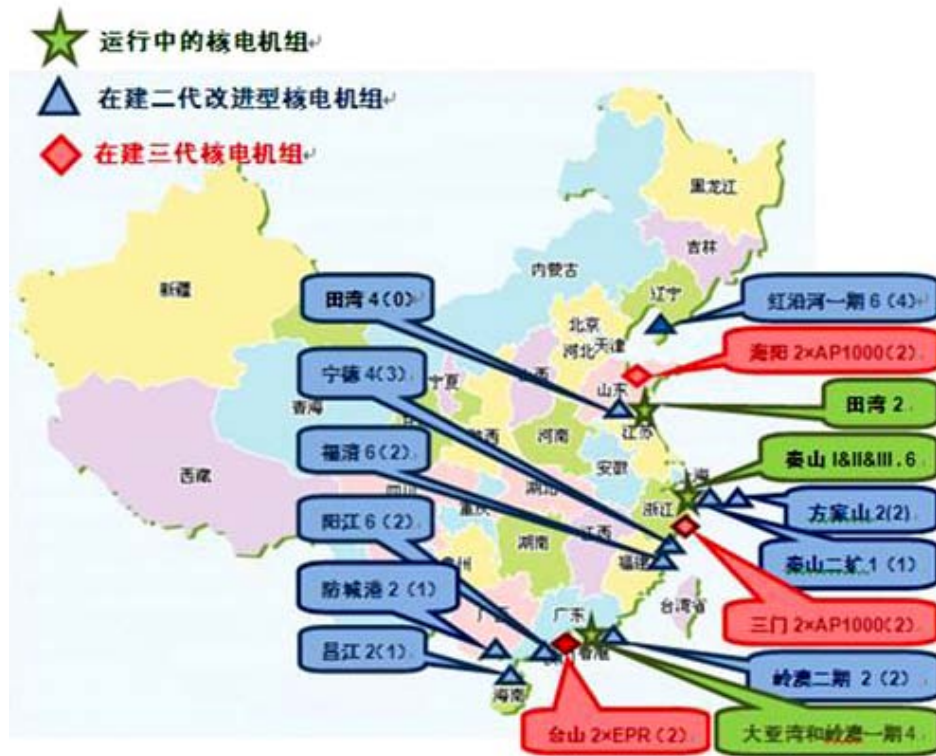 运行中的核电机组
在建二代改进型核电机组
在建三代核电机组
黑龙江
吉林
内蒙古
新疆
辽宁
田湾 4(0)
红沿河一期 6(4)
北京
天津
河北
海阳 2×AP1000(2)
宁德 4(3)
宁夏
山东
青海
田湾 2
江苏
河南
福清 6(2)
安徽
秦山 I&II&III.6
西藏
浙江
方家山 2(2)
阳江 6(2)
湖北
重庆
湖南
江西
秦山二扩 1(1)
福建
防城港 2(1)
台湾省
广东
三门 2×AP1000(2)
昌江 2(1)
香港
岭澳二期 2(2)
海南
台山 2×EPR(2)
大亚湾和岭澳一期 4